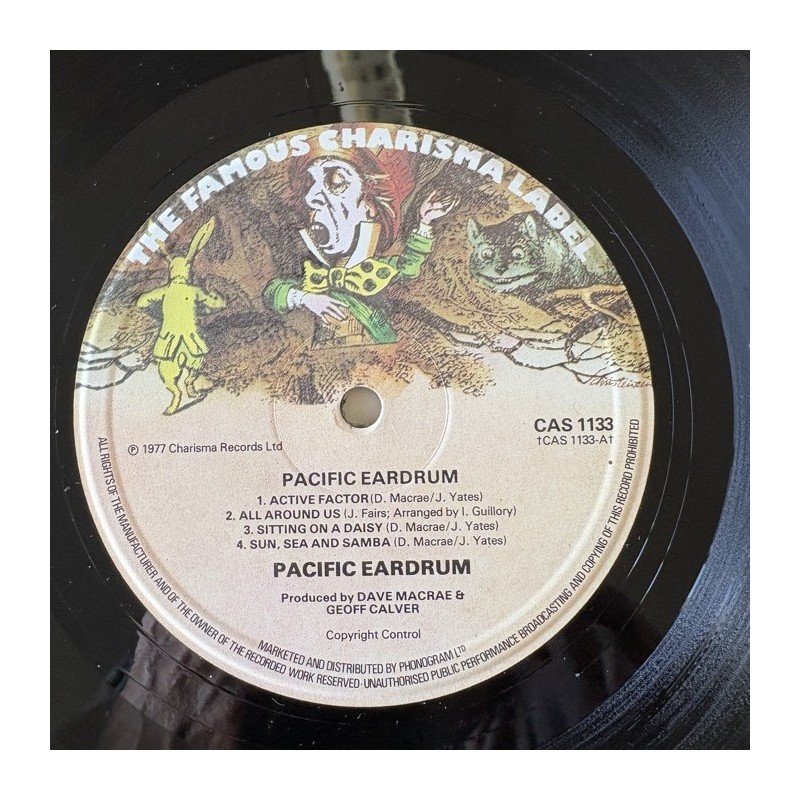 THE FAMOUS CHARISMA LABEL
CAS 1133
℗ 1977 Charisma Records Ltd
†CAS 1133-A†
PACIFIC EARDRUM
1. ACTIVE FACTOR (D. Macrae/J. Yates)
2. ALL AROUND US (J. Fairs; Arranged by I. Guillory)
3. SITTING ON A DAISY (D. Macrae/J. Yates)
4. SUN, SEA AND SAMBA (D. Macrae/J. Yates)
PACIFIC EARDRUM
Produced by DAVE MACRAE &
GEOFF CALVER
Copyright Control
MARKETED AND DISTRIBUTED BY PHONOGRAM LTD
ALL RIGHTS OF THE MANUFACTURER AND OF THE OWNER OF THE RECORDED WORK RESERVED · UNAUTHORISED PUBLIC PERFORMANCE BROADCASTING AND COPYING OF THIS RECORD PROHIBITED